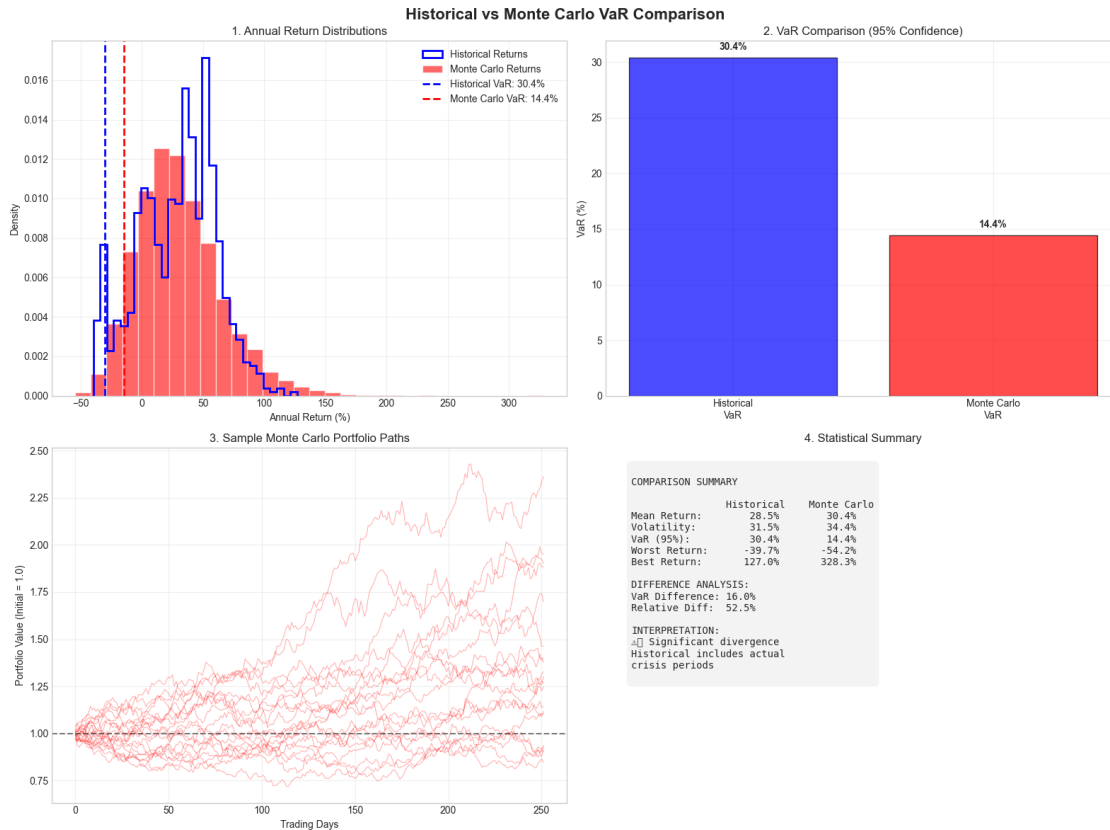 Historical vs Monte Carlo VaR Comparison
1. Annual Return Distributions
Historical Returns
Monte Carlo Returns
Historical VaR: 30.4%
Monte Carlo VaR: 14.4%
0.016
0.014
0.012
0.010
0.008
0.006
0.004
0.002
0.000
Density
−50 0 50 100 150 200 250 300
Annual Return (%)
2. VaR Comparison (95% Confidence)
30.4%
14.4%
30
25
20
15
10
5
0
VaR (%)
Historical
VaR
Monte Carlo
VaR
3. Sample Monte Carlo Portfolio Paths
2.50
2.25
2.00
1.75
1.50
1.25
1.00
0.75
Portfolio Value (Initial = 1.0)
0 50 100 150 200 250
Trading Days
4. Statistical Summary
COMPARISON SUMMARY
Historical Monte Carlo
Mean Return: 28.5% 30.4%
Volatility: 31.5% 34.4%
VaR (95%): 30.4% 14.4%
Worst Return: -39.7% -54.2%
Best Return: 127.0% 328.3%
DIFFERENCE ANALYSIS:
VaR Difference: 16.0%
Relative Diff: 52.5%
INTERPRETATION:
⚠ Significant divergence
Historical includes actual
crisis periods